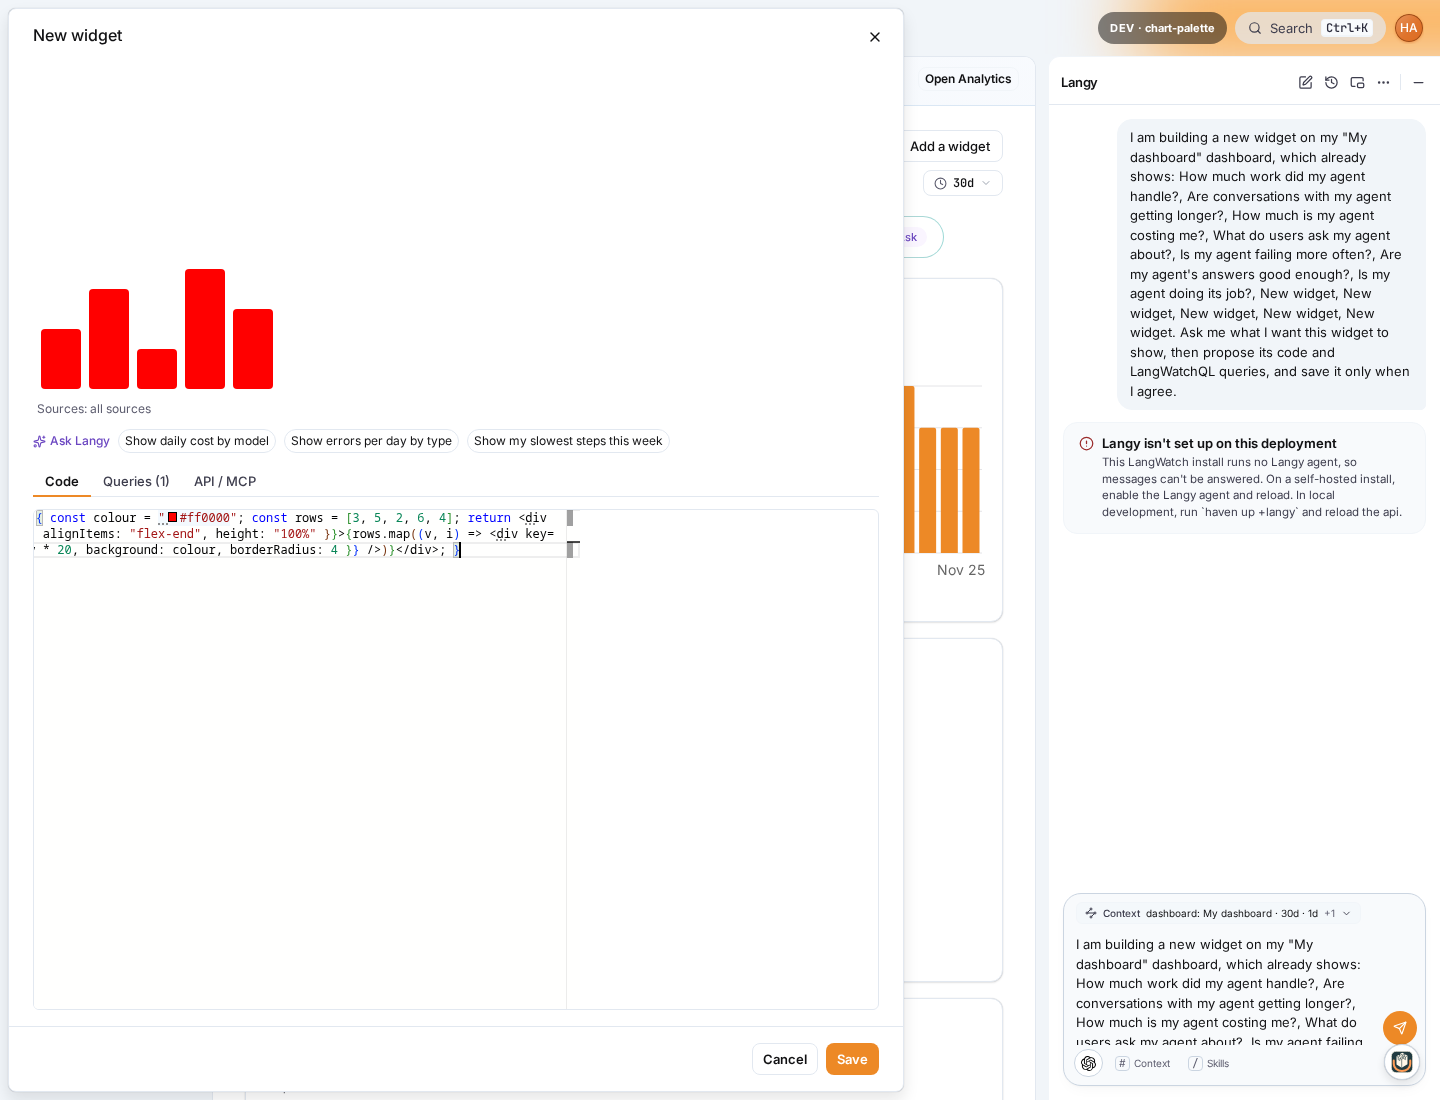 New widget
DEV · chart-palette
Search
Ctrl+K
HA
Open Analytics
Add a widget
30d
Nov 25
Sources: all sources
Ask Langy
Show daily cost by model
Show errors per day by type
Show my slowest steps this week
Code
Queries (1)
API / MCP
{ const colour = "#ff0000"; const rows = [3, 5, 2, 6, 4]; return <div
alignItems: "flex-end", height: "100%" }}>{rows.map((v, i) => <div key=
* 20, background: colour, borderRadius: 4 }} />)}</div>; }
Cancel
Save
Langy
I am building a new widget on my "My
dashboard" dashboard, which already
shows: How much work did my agent
handle?, Are conversations with my agent
getting longer?, How much is my agent
costing me?, What do users ask my agent
about?, Is my agent failing more often?, Are
my agent's answers good enough?, Is my
agent doing its job?, New widget, New
widget, New widget, New widget, New
widget. Ask me what I want this widget to
show, then propose its code and
LangWatchQL queries, and save it only when
I agree.
Langy isn't set up on this deployment
This LangWatch install runs no Langy agent, so
messages can't be answered. On a self-hosted install,
enable the Langy agent and reload. In local
development, run `haven up +langy` and reload the api.
Context dashboard: My dashboard · 30d · 1d +1
I am building a new widget on my "My
dashboard" dashboard, which already shows:
How much work did my agent handle?, Are
conversations with my agent getting longer?,
How much is my agent costing me?, What do
users ask my agent about?, Is my agent failing
# Context
/ Skills